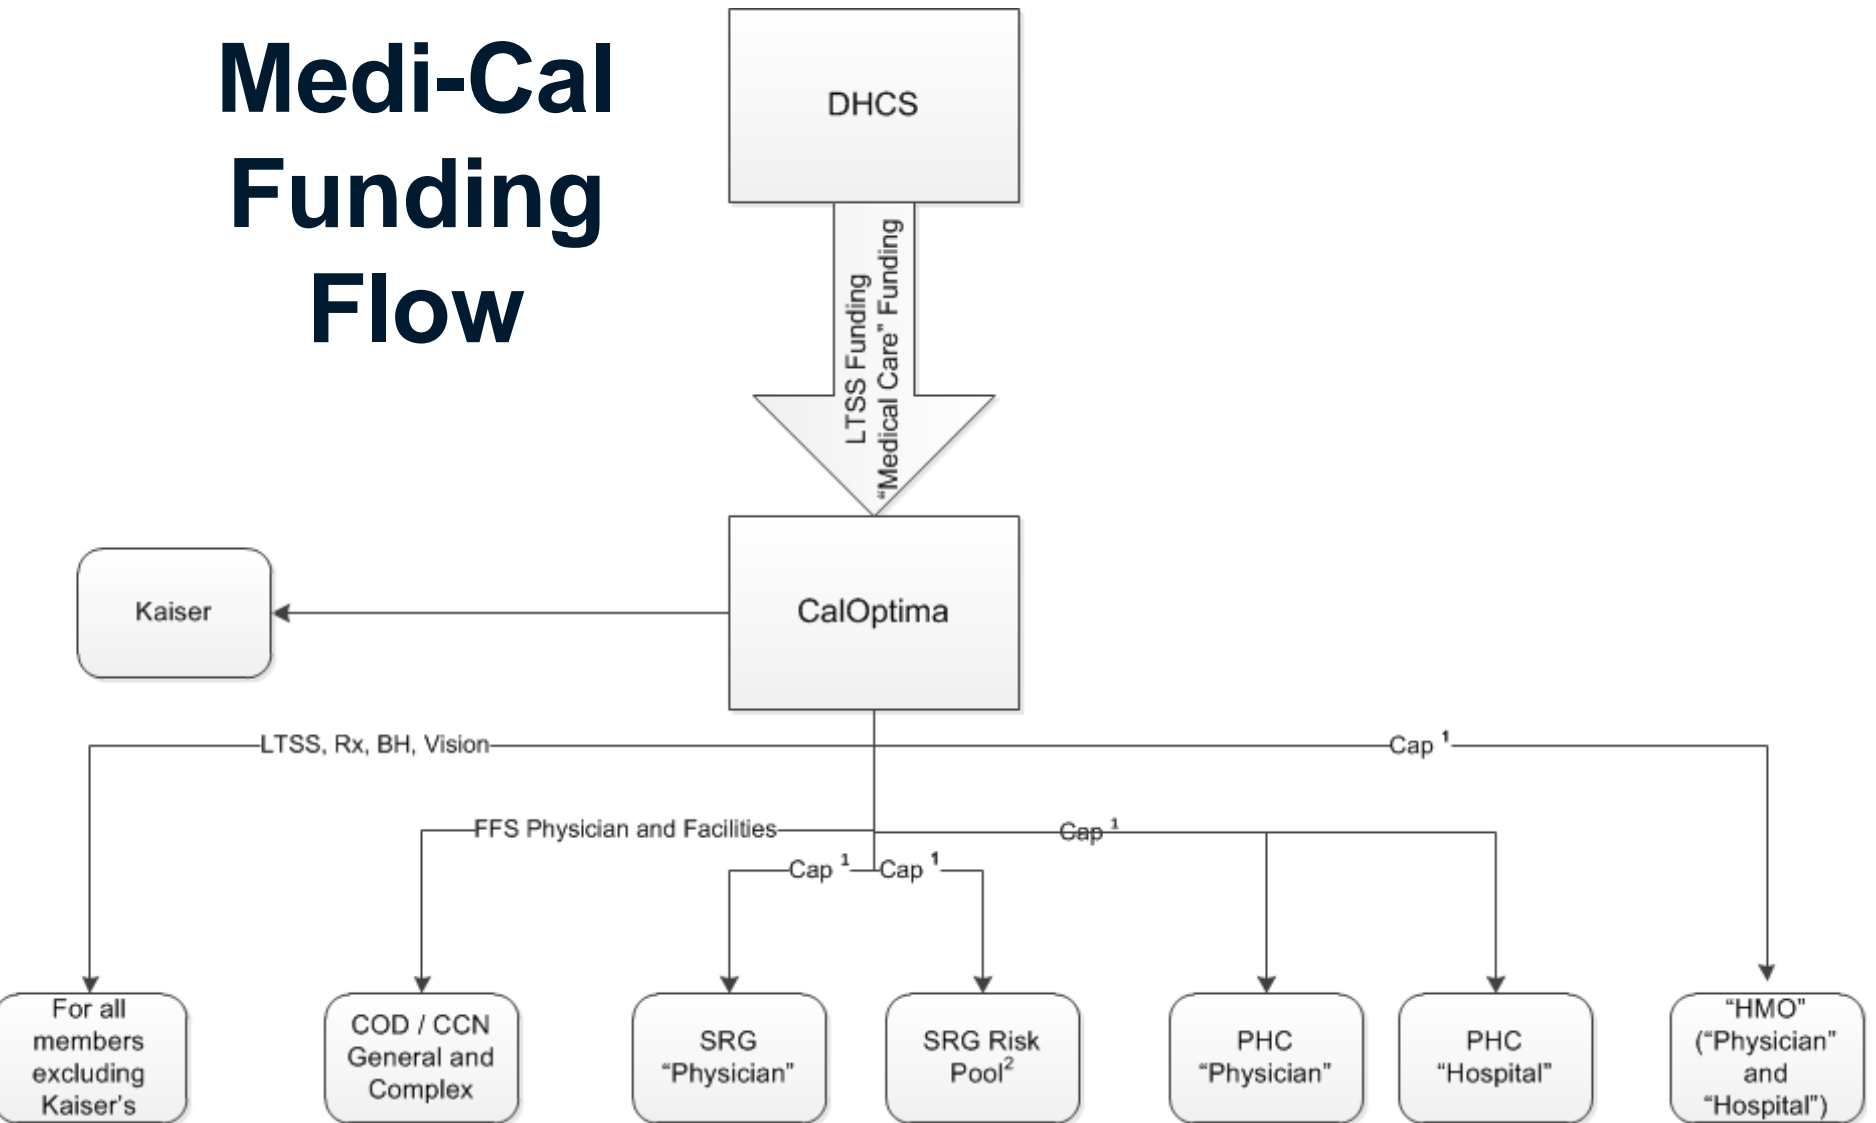 Medi-Cal
Funding
Flow
DHCS
LTSS Funding
“Medical Care” Funding
Kaiser
CalOptima
LTSS, Rx, BH, Vision
Cap ¹
FFS Physician and Facilities
Cap ¹
Cap ¹
Cap ¹
For all
members
excluding
Kaiser’s
COD / CCN
General and
Complex
SRG
“Physician”
SRG Risk
Pool²
PHC
“Physician”
PHC
“Hospital”
“HMO”
(“Physician”
and
“Hospital”)